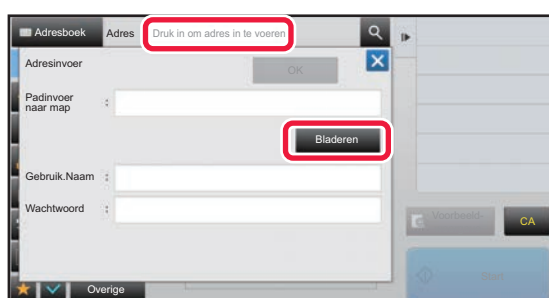 Adresboek Adres Druk in om adres in te voeren
Adresinvoer OK
Padinvoer
naar map :
Bladeren
Gebruik.Naam :
Wachtwoord :
Voorbeeld- CA
Start
Overige